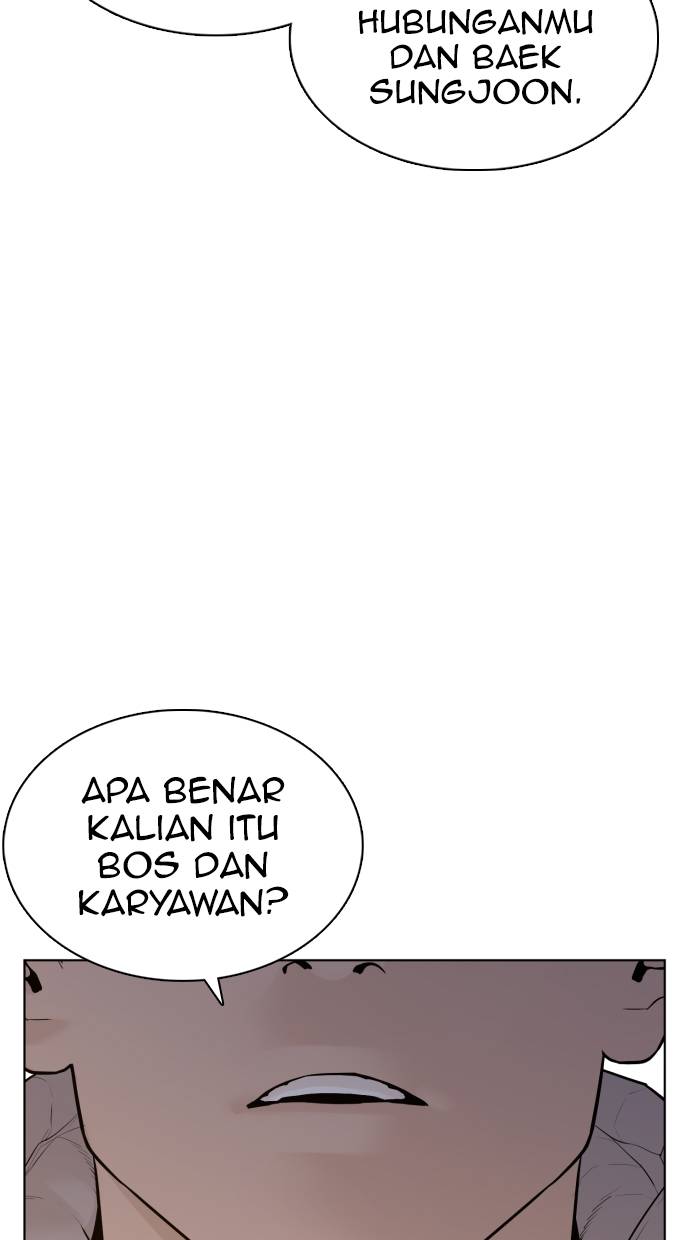 HUBUNGANMU
DAN BAEK
SUNGJOON.
APA BENAR
KALIAN ITU
BOS DAN
KARYAWAN?